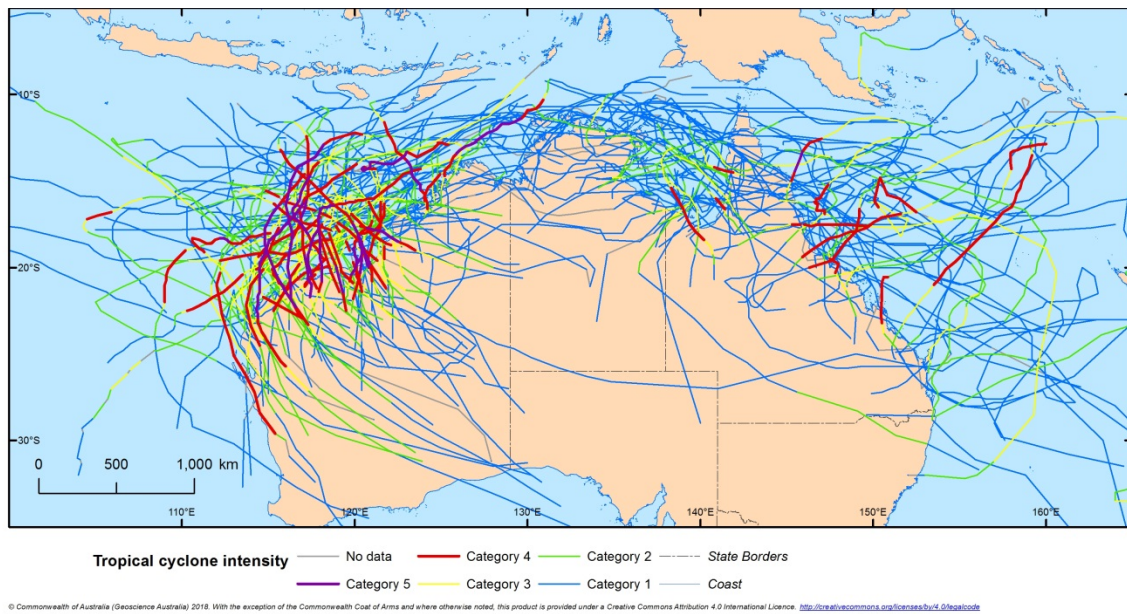 10°S
20°S
30°S
0 500 1,000 km
110°E 120°E 130°E 140°E 150°E 160°E
Tropical cyclone intensity No data Category 4 Category 2 State Borders
Category 5 Category 3 Category 1 Coast
© Commonwealth of Australia (Geoscience Australia) 2018. With the exception of the Commonwealth Coat of Arms and where otherwise noted, this product is provided under a Creative Commons Attribution 4.0 International Licence. http://creativecommons.org/licenses/by/4.0/legalcode